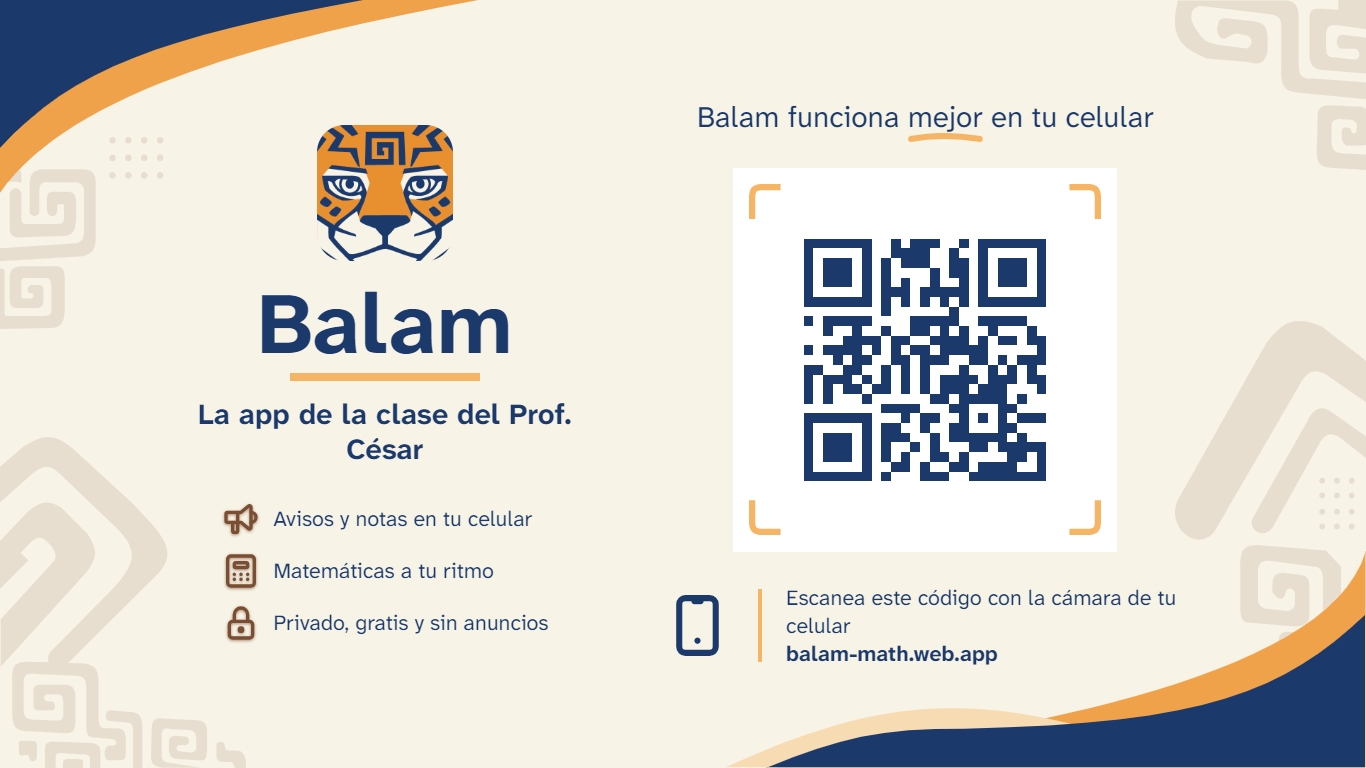 Balam
La app de la clase del Prof.
César
Avisos y notas en tu celular
Matemáticas a tu ritmo
Privado, gratis y sin anuncios
Balam funciona mejor en tu celular
Escanea este código con la cámara de tu
celular
balam-math.web.app